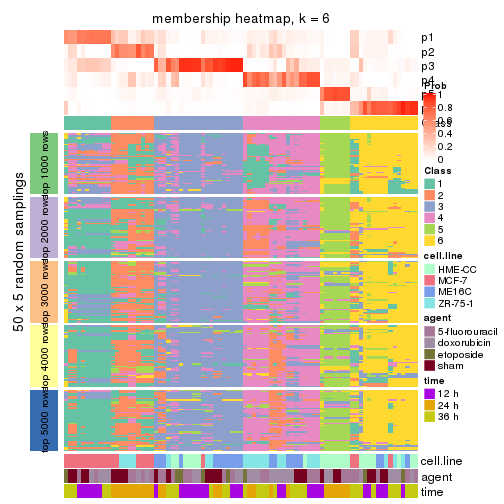 membership heatmap, k = 6
p1
p2
p3
p4
Prob
1
0.8
0.6
0.4
0.2
0
Class
1
2
3
4
5
6
cell.line
HME-CC
MCF-7
ME16C
ZR-75-1
agent
5-fluorouracil
doxorubicin
etoposide
sham
time
12 h
24 h
36 h
50 x 5 random samplings
top 1000 rows
top 2000 rows
top 3000 rows
top 4000 rows
top 5000 rows
cell.line
agent
time